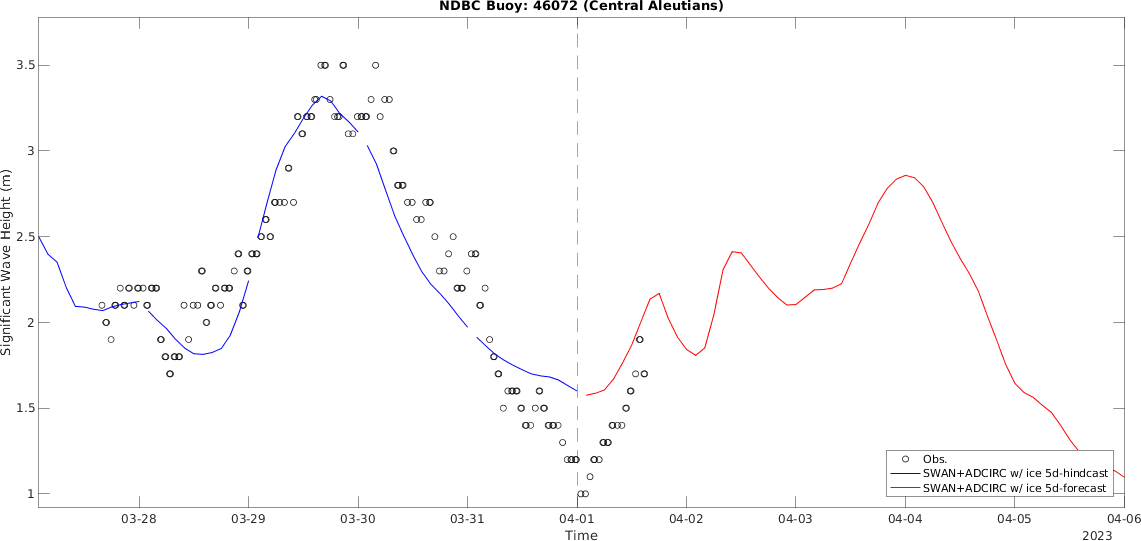 NDBC Buoy: 46072 (Central Aleutians)
Significant Wave Height (m)
3.5
3
2.5
2
1.5
1
Obs.
SWAN+ADCIRC w/ ice 5d-hindcast
SWAN+ADCIRC w/ ice 5d-forecast
03-28 03-29 03-30 03-31 04-01 04-02 04-03 04-04 04-05 04-06
Time
2023